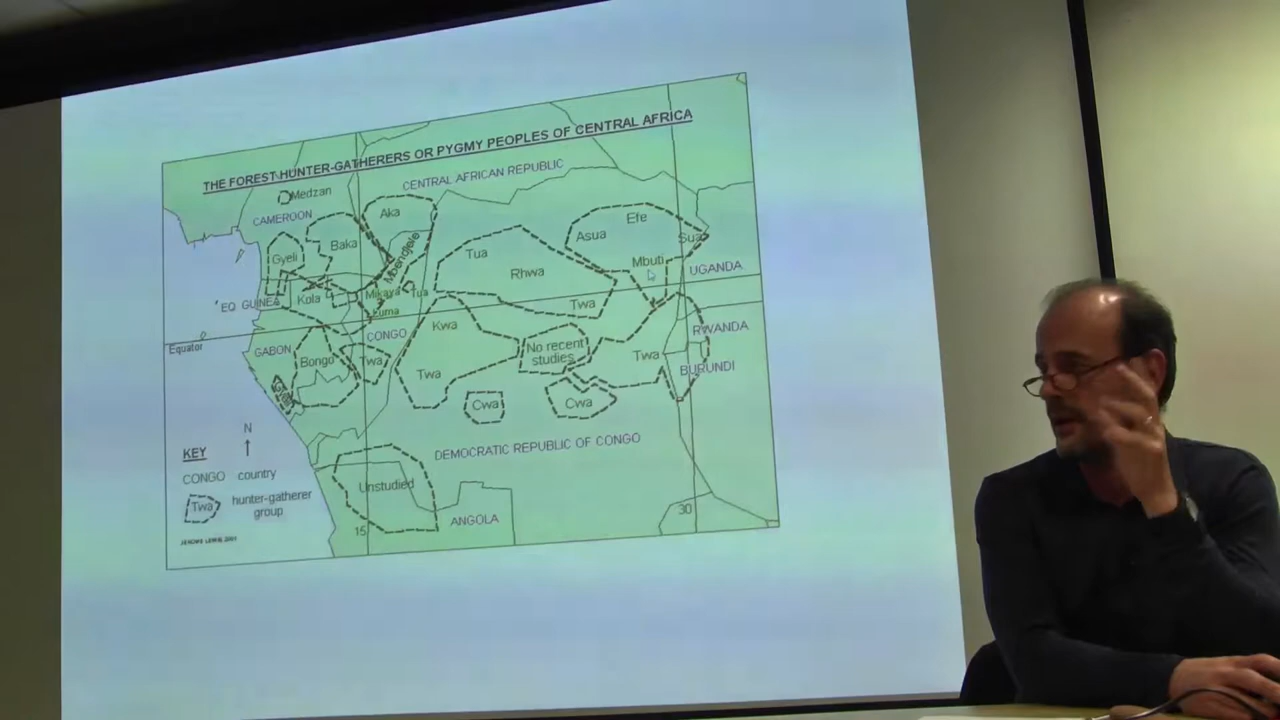 THE FOREST HUNTER-GATHERERS OR PYGMY PEOPLES OF CENTRAL AFRICA
CENTRAL AFRICAN REPUBLIC
Medzan
CAMEROON
Aka
Efe
Asua
Sua
Baka
Mbendjele
Gyeli
Tua
Rhwa
Mbuti
UGANDA
EQ GUINEA
Kola
Mikaya
Tua
Luma
Twa
Equator
GABON
CONGO
Kwa
No recent
studies
RWANDA
Bongo
Twa
Twa
Twa
BURUNDI
Cwa
Cwa
N
KEY
DEMOCRATIC REPUBLIC OF CONGO
CONGO country
Twa
hunter-gatherer
group
Unstudied
ANGOLA
15
30
JEROME LEWIS 2001